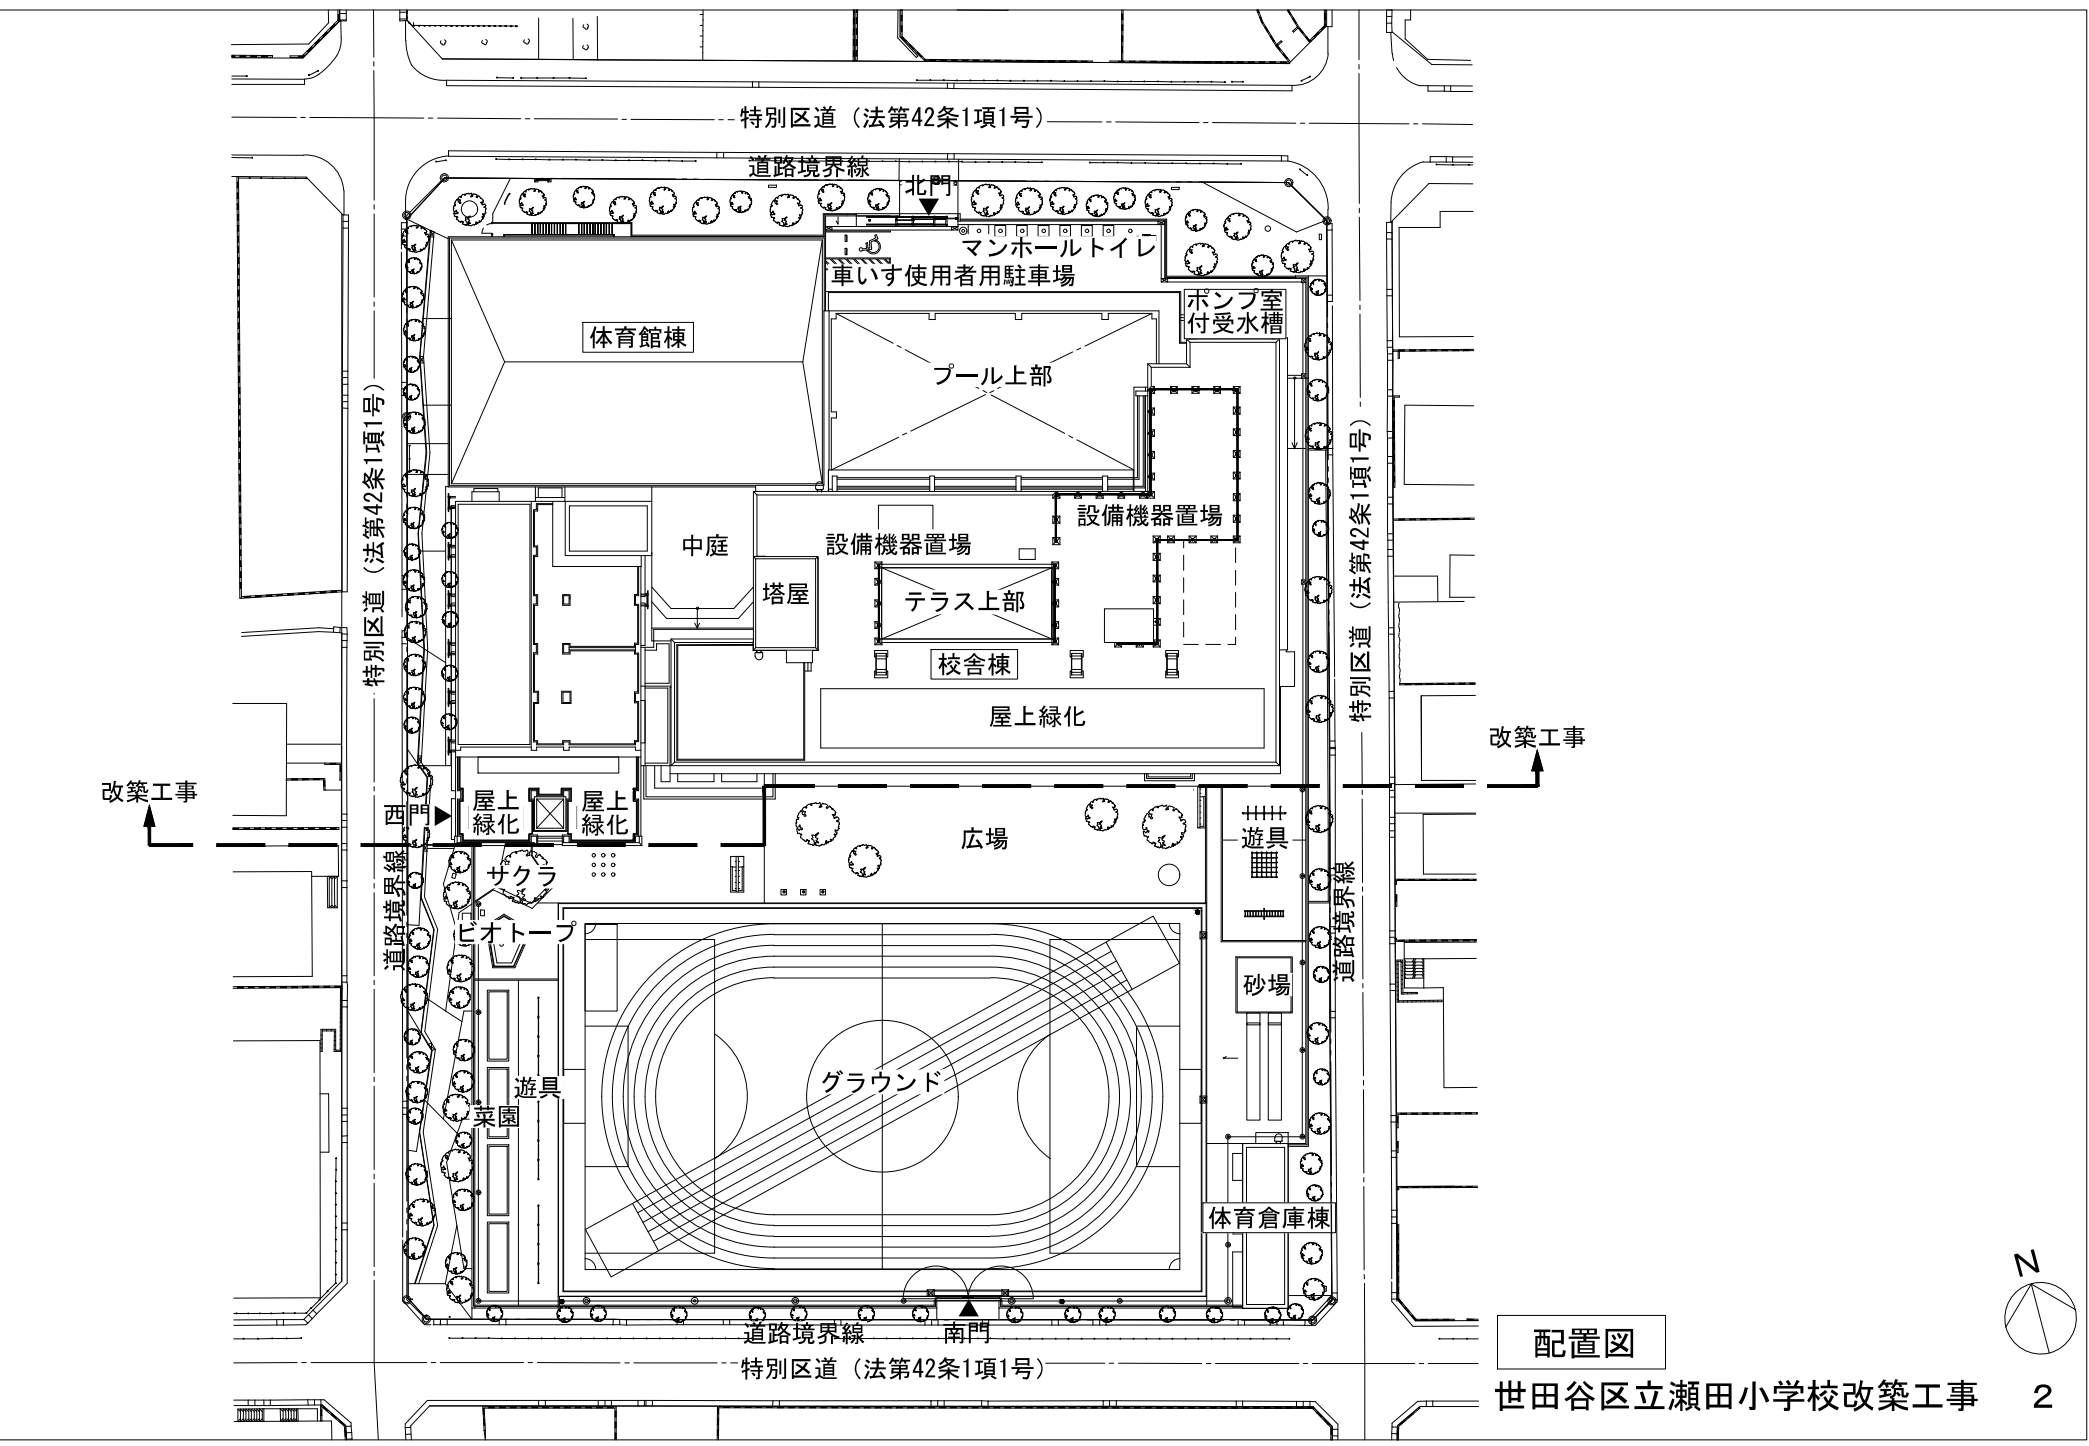 特別区道（法第42条1項1号）
道路境界線
北門
マンホールトイレ
車いす使用者用駐車場
ポンプ室
付受水槽
体育館棟
プール上部
特別区道（法第42条1項1号）
特別区道（法第42条1項1号）
設備機器置場
中庭
設備機器置場
塔屋
テラス上部
校舎棟
屋上緑化
改築工事
改築工事
西門
屋上
緑化
屋上
緑化
広場
遊具
サクラ
道路境界線
道路境界線
ビオトープ
砂場
グラウンド
遊具
菜園
体育倉庫棟
N
道路境界線
南門
特別区道（法第42条1項1号）
配置図
世田谷区立瀬田小学校改築工事 2